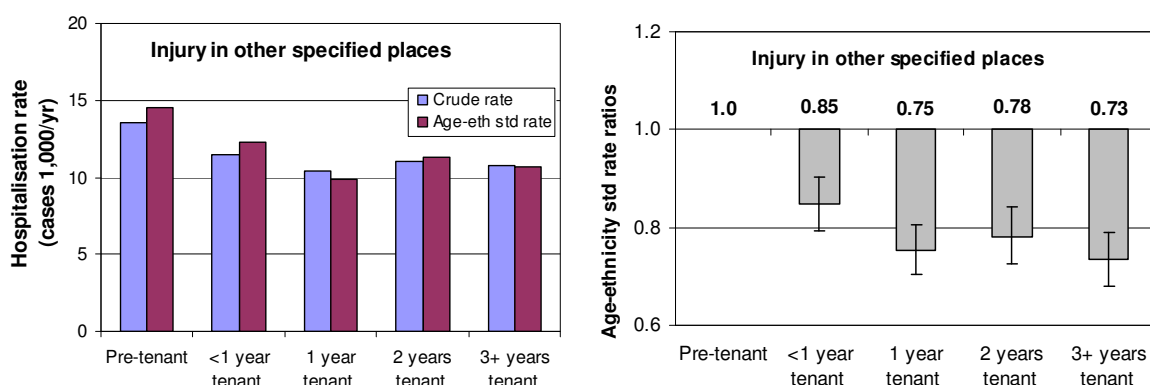 Injury in other specified places
Hospitalisation rate
(cases 1,000/yr)
20
15
10
5
0
Crude rate
Age-eth std rate
Pre-tenant
<1 year
tenant
1 year
tenant
2 years
tenant
3+ years
tenant
Injury in other specified places
Age-ethnicity std rate ratios
1.2
1.0
0.8
0.6
1.0
0.85
0.75
0.78
0.73
Pre-tenant
<1 year
tenant
1 year
tenant
2 years
tenant
3+ years
tenant